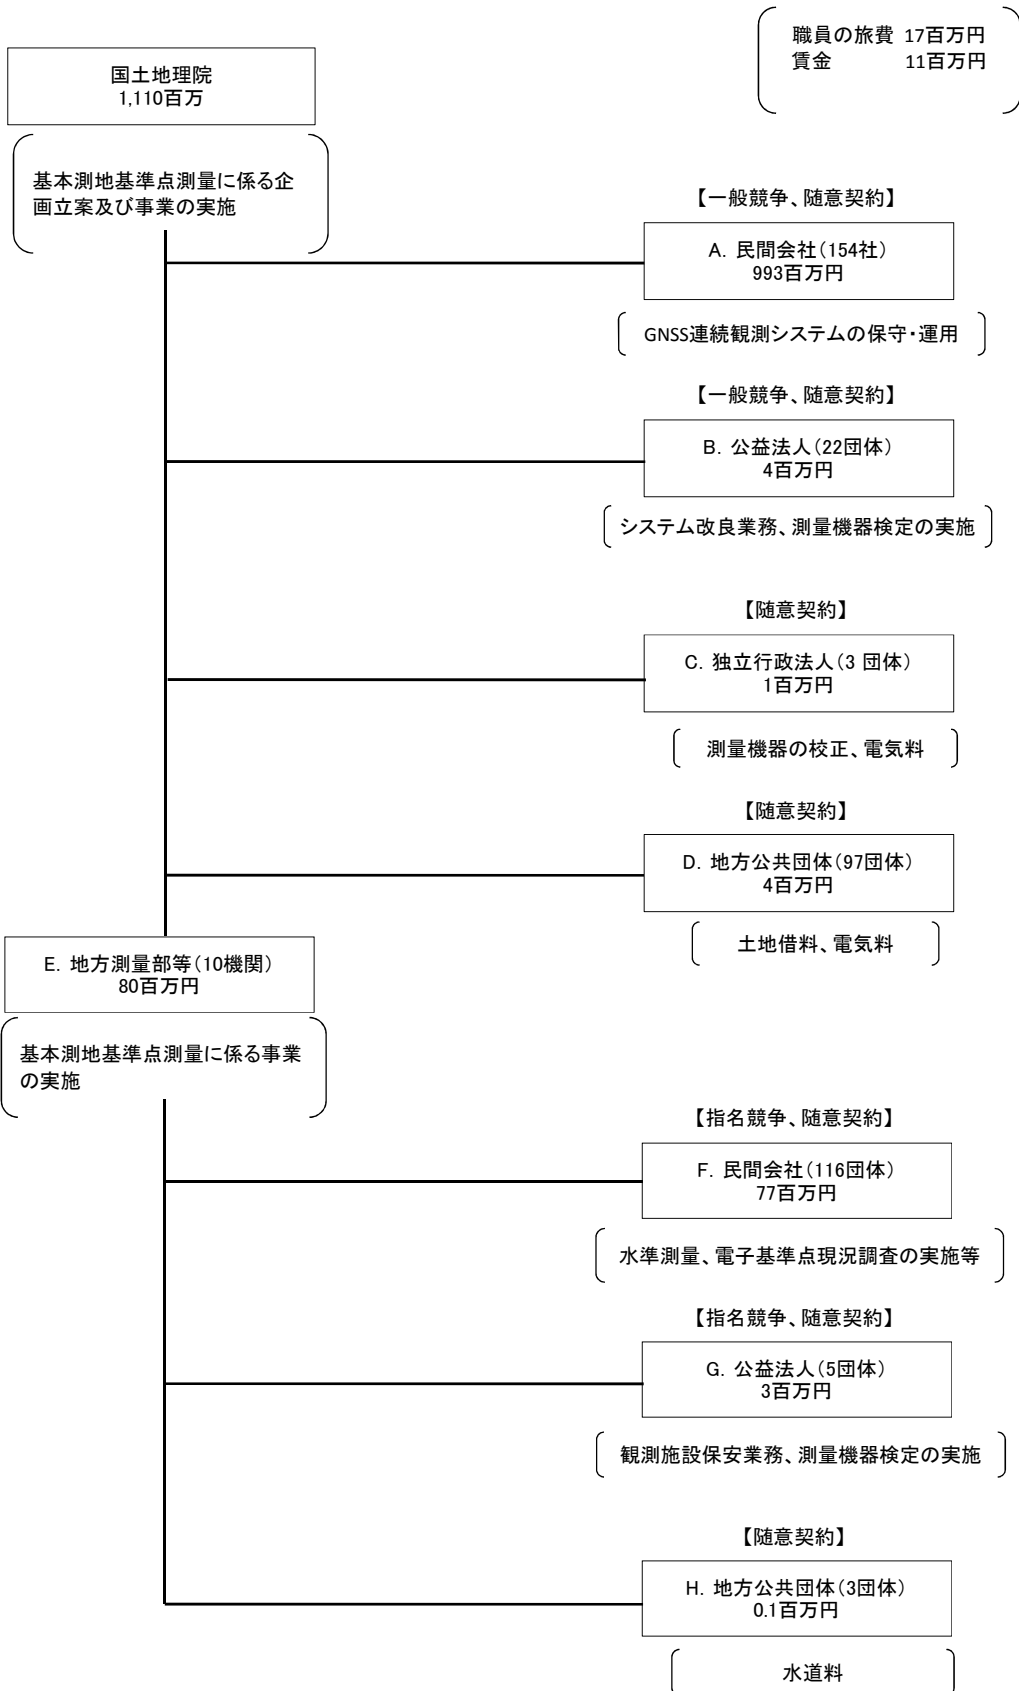 職員の旅費 17百万円
賃金 11百万円
国土地理院
1,110百万
基本測地基準点測量に係る企
画立案及び事業の実施
【一般競争、随意契約】
A. 民間会社(154社)
993百万円
GNSS連続観測システムの保守・運用
【一般競争、随意契約】
B. 公益法人(22団体)
4百万円
システム改良業務、測量機器検定の実施
【随意契約】
C. 独立行政法人(3 団体)
1百万円
測量機器の校正、電気料
【随意契約】
D. 地方公共団体(97団体)
4百万円
土地借料、電気料
E. 地方測量部等(10機関)
80百万円
基本測地基準点測量に係る事業
の実施
【指名競争、随意契約】
F. 民間会社(116団体)
77百万円
水準測量、電子基準点現況調査の実施等
【指名競争、随意契約】
G. 公益法人(5団体)
3百万円
観測施設保安業務、測量機器検定の実施
【随意契約】
H. 地方公共団体(3団体)
0.1百万円
水道料